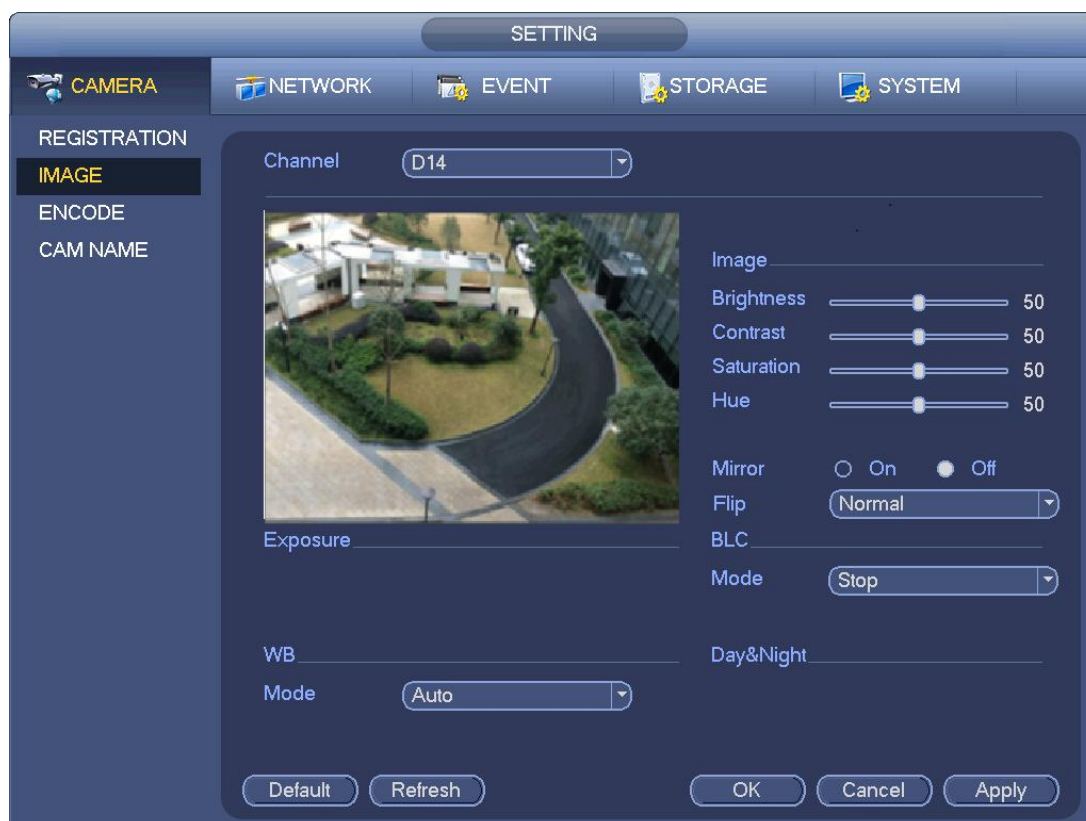 SETTING
CAMERA NETWORK EVENT STORAGE SYSTEM
REGISTRATION
IMAGE
ENCODE
CAM NAME
Channel D14
Image
Brightness 50
Contrast 50
Saturation 50
Hue 50
Mirror On Off
Flip Normal
Exposure BLC
Mode Stop
WB Day&Night
Mode Auto
Default Refresh OK Cancel Apply